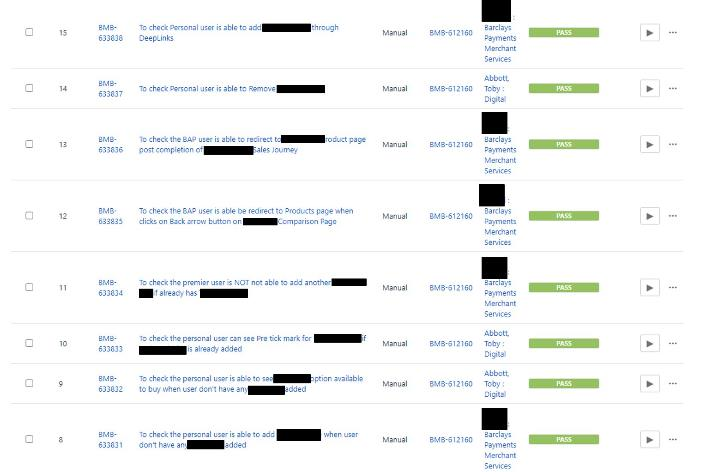 :
15 BMB- To check Personal user is able to add through Manual BMB-612160 Barclays PASS
633838 DeepLinks Payments
Merchant
Services
14 BMB- To check Personal user is able to Remove Manual BMB-612160 Abbott, PASS
633837 Toby :
Digital
:
13 BMB- To check the BAP user is able to redirect to roduct page Manual BMB-612160 Barclays PASS
633836 post completion of Sales Journey Payments
Merchant
Services
:
12 BMB- To check the BAP user is able be redirect to Products page when Manual BMB-612160 Barclays PASS
633835 clicks on Back arrow button on Comparison Page Payments
Merchant
Services
:
11 BMB- To check the premier user is NOT not able to add another Manual BMB-612160 Barclays PASS
633834 if already has Payments
Merchant
Services
10 BMB- To check the personal user can see Pre tick mark for if Manual BMB-612160 Abbott, PASS
633833 is already added Toby :
Digital
9 BMB- To check the personal user is able to see option available Manual BMB-612160 Abbott, PASS
633832 to buy when user don't have any added Toby :
Digital
:
8 BMB- To check the personal user is able to add when user Manual BMB-612160 Barclays PASS
633831 don't have any added Payments
Merchant
Services